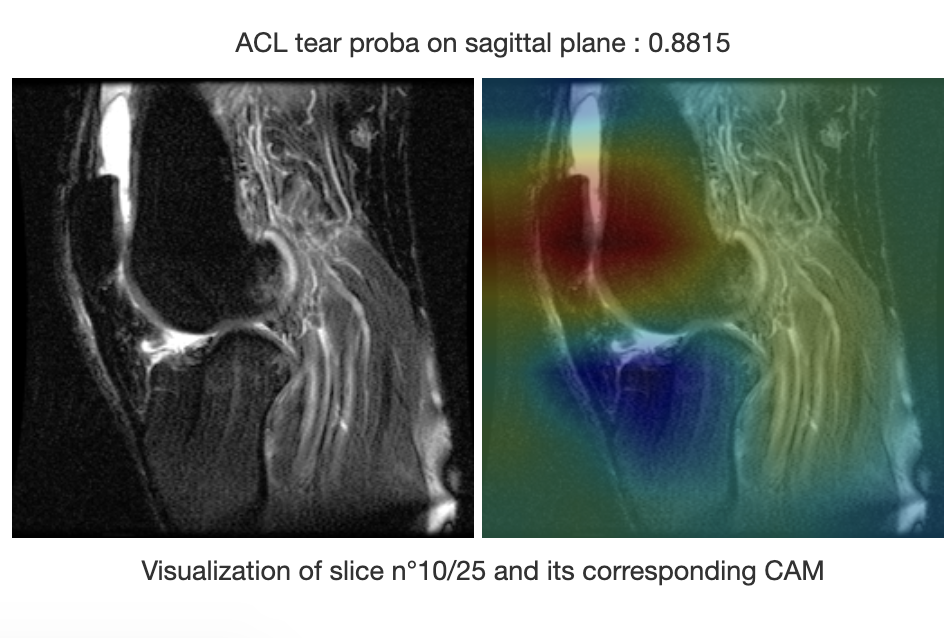 ACL tear proba on sagittal plane : 0.8815
Visualization of slice n°10/25 and its corresponding CAM